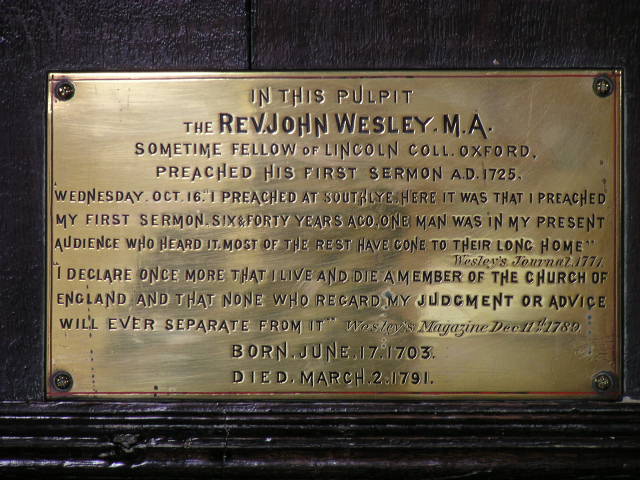 IN THIS PULPIT
THE REV. JOHN WESLEY. M.A.
SOMETIME FELLOW OF LINCOLN COLL. OXFORD,
PREACHED HIS FIRST SERMON A.D. 1725.
WEDNESDAY. OCT. 16. "I PREACHED AT SOUTH LYE. HERE IT WAS THAT I PREACHED
MY FIRST SERMON. SIX & FORTY YEARS AGO. ONE MAN WAS IN MY PRESENT
AUDIENCE WHO HEARD IT. MOST OF THE REST HAVE GONE TO THEIR LONG HOME"
Wesley's Journal. 1771.
"I DECLARE ONCE MORE THAT I LIVE AND DIE A MEMBER OF THE CHURCH OF
ENGLAND AND THAT NONE WHO REGARD MY JUDGMENT OR ADVICE
WILL EVER SEPARATE FROM IT" Wesley's Magazine Dec 11th 1789.
BORN. JUNE. 17. 1703.
DIED. MARCH. 2. 1791.